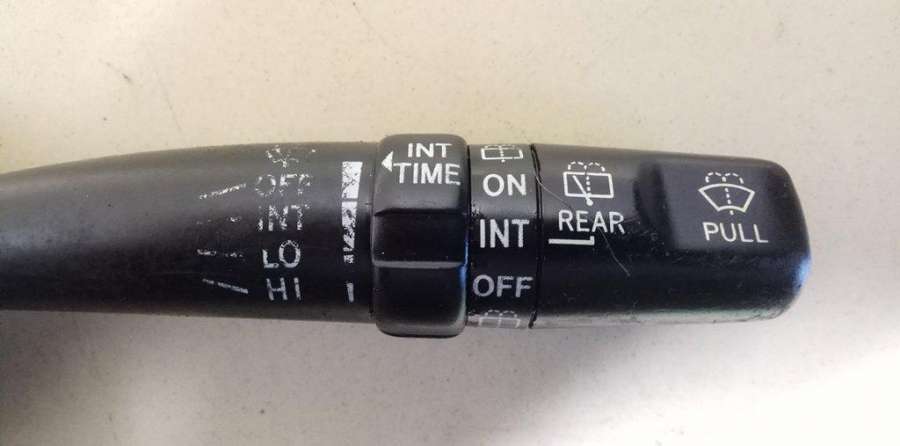 OFF
INT
LO
HI
INT
TIME
ON
INT
OFF
REAR
PULL